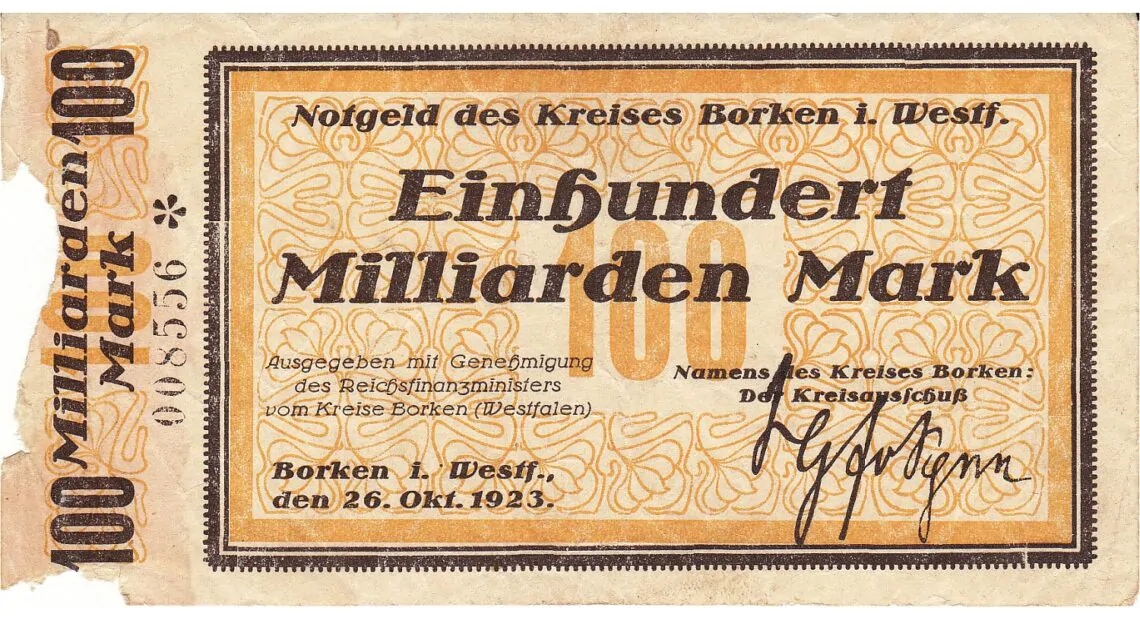 Notgeld des Kreises Borken i. Westf.
Einhundert
Milliarden Mark
100
Ausgegeben mit Genehmigung
des Reichsfinanzministers
vom Kreise Borken (Westfalen)
Namens des Kreises Borken:
Der Kreisausschuß
Borken i. Westf.,
den 26. Okt. 1923.
100 Milliarden 100
Mark
008556 *